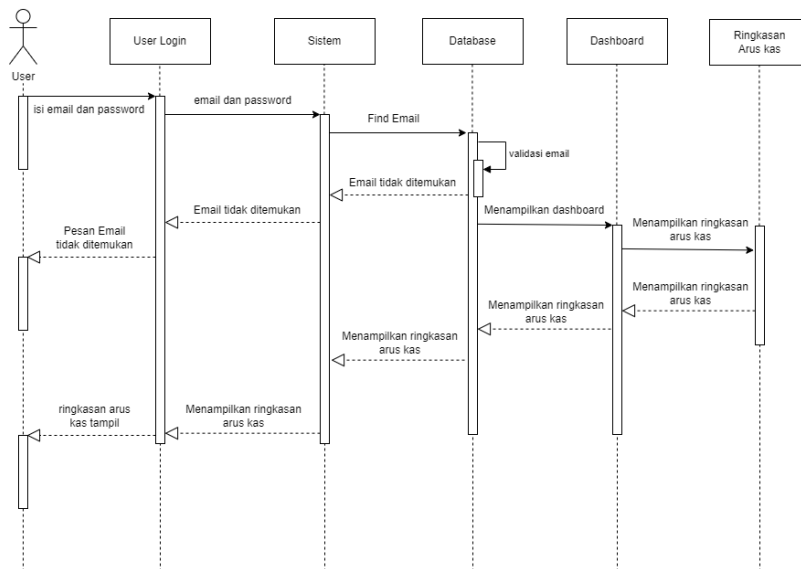 User Login
Sistem
Database
Dashboard
Ringkasan
Arus kas
User
isi email dan password
email dan password
Find Email
validasi email
Email tidak ditemukan
Email tidak ditemukan
Pesan Email
tidak ditemukan
Menampilkan dashboard
Menampilkan ringkasan
arus kas
Menampilkan ringkasan
arus kas
Menampilkan ringkasan
arus kas
Menampilkan ringkasan
arus kas
Menampilkan ringkasan
arus kas
ringkasan arus
kas tampil